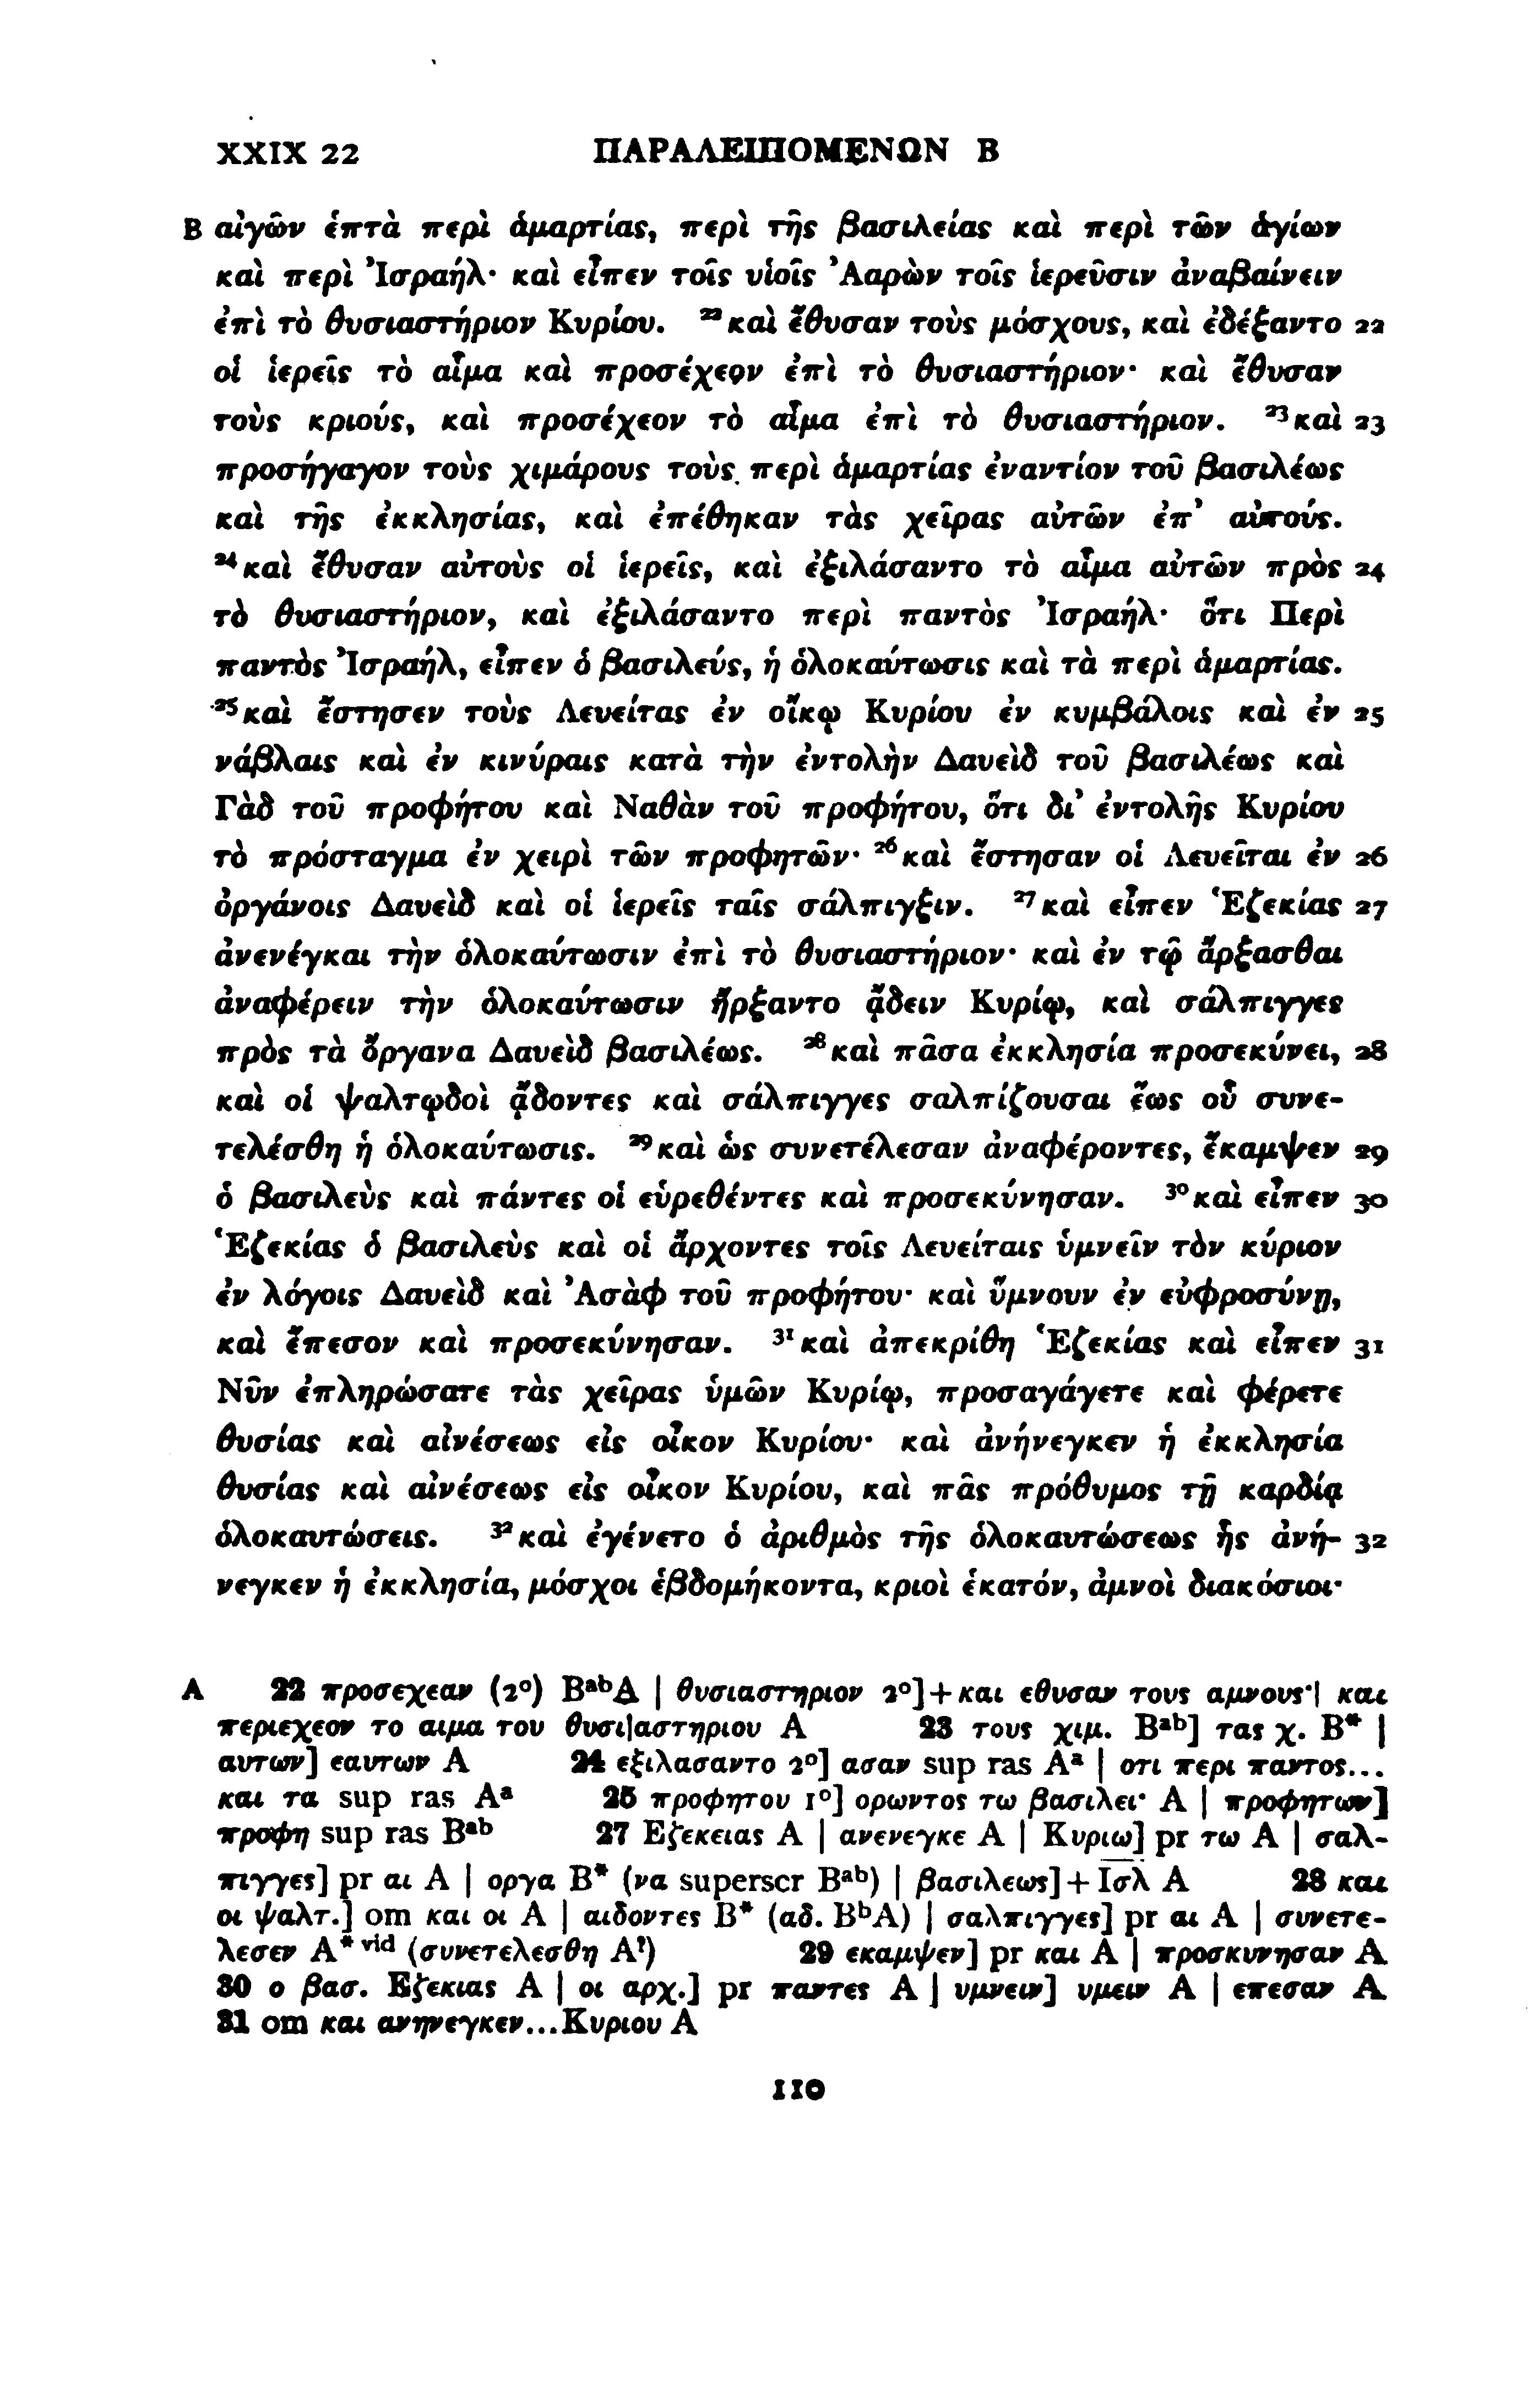 XXIX 22 ΠΑΡΑΛΕΙΠΟΜΕΝΩΝ Β
B αἰγῶν ἑπτὰ περὶ ἁμαρτίας, περὶ τῆς βασιλείας καὶ περὶ τῶν ἁγίων
καὶ περὶ Ἰσραήλ· καὶ εἶπεν τοῖς υἱοῖς Ἀαρὼν τοῖς ἱερεῦσιν ἀναβαίνειν
ἐπὶ τὸ θυσιαστήριον Κυρίου. ²²καὶ ἔθυσαν τοὺς μόσχους, καὶ ἐδέξαντο 22
οἱ ἱερεῖς τὸ αἷμα καὶ προσέχεον ἐπὶ τὸ θυσιαστήριον· καὶ ἔθυσαν
τοὺς κριούς, καὶ προσέχεον τὸ αἷμα ἐπὶ τὸ θυσιαστήριον. ²³καὶ 23
προσήγαγον τοὺς χιμάρους τοὺς περὶ ἁμαρτίας ἐναντίον τοῦ βασιλέως
καὶ τῆς ἐκκλησίας, καὶ ἐπέθηκαν τὰς χεῖρας αὐτῶν ἐπ᾽ αὐτούς.
²⁴καὶ ἔθυσαν αὐτοὺς οἱ ἱερεῖς, καὶ ἐξιλάσαντο τὸ αἷμα αὐτῶν πρὸς 24
τὸ θυσιαστήριον, καὶ ἐξιλάσαντο περὶ παντὸς Ἰσραήλ· ὅτι Περὶ
παντὸς Ἰσραήλ, εἶπεν ὁ βασιλεύς, ἡ ὁλοκαύτωσις καὶ τὰ περὶ ἁμαρτίας.
²⁵καὶ ἔστησεν τοὺς Λευείτας ἐν οἴκῳ Κυρίου ἐν κυμβάλοις καὶ ἐν 25
νάβλαις καὶ ἐν κινύραις κατὰ τὴν ἐντολὴν Δαυεὶδ τοῦ βασιλέως καὶ
Γὰδ τοῦ προφήτου καὶ Ναθὰν τοῦ προφήτου, ὅτι δι᾽ ἐντολῆς Κυρίου
τὸ πρόσταγμα ἐν χειρὶ τῶν προφητῶν· ²⁶καὶ ἔστησαν οἱ Λευεῖται ἐν 26
ὀργάνοις Δαυεὶδ καὶ οἱ ἱερεῖς ταῖς σάλπιγξιν. ²⁷καὶ εἶπεν Ἑζεκίας 27
ἀνενέγκαι τὴν ὁλοκαύτωσιν ἐπὶ τὸ θυσιαστήριον· καὶ ἐν τῷ ἄρξασθαι
ἀναφέρειν τὴν ὁλοκαύτωσιν ἤρξαντο ᾄδειν Κυρίῳ, καὶ σάλπιγγες
πρὸς τὰ ὄργανα Δαυεὶδ βασιλέως. ²⁸καὶ πᾶσα ἐκκλησία προσεκύνει, 28
καὶ οἱ ψαλτῳδοὶ ᾄδοντες καὶ σάλπιγγες σαλπίζουσαι ἕως οὗ συνε-
τελέσθη ἡ ὁλοκαύτωσις. ²⁹καὶ ὡς συνετέλεσαν ἀναφέροντες, ἔκαμψεν 29
ὁ βασιλεὺς καὶ πάντες οἱ εὑρεθέντες καὶ προσεκύνησαν. ³⁰καὶ εἶπεν 30
Ἑζεκίας ὁ βασιλεὺς καὶ οἱ ἄρχοντες τοῖς Λευείταις ὑμνεῖν τὸν κύριον
ἐν λόγοις Δαυεὶδ καὶ Ἀσὰφ τοῦ προφήτου· καὶ ὕμνουν ἐν εὐφροσύνῃ,
καὶ ἔπεσον καὶ προσεκύνησαν. ³¹καὶ ἀπεκρίθη Ἑζεκίας καὶ εἶπεν 31
Νῦν ἐπληρώσατε τὰς χεῖρας ὑμῶν Κυρίῳ, προσαγάγετε καὶ φέρετε
θυσίας καὶ αἰνέσεως εἰς οἶκον Κυρίου· καὶ ἀνήνεγκεν ἡ ἐκκλησία
θυσίας καὶ αἰνέσεως εἰς οἶκον Κυρίου, καὶ πᾶς πρόθυμος τῇ καρδίᾳ
ὁλοκαυτώσεις. ³²καὶ ἐγένετο ὁ ἀριθμὸς τῆς ὁλοκαυτώσεως ἧς ἀνή- 32
νεγκεν ἡ ἐκκλησία, μόσχοι ἑβδομήκοντα, κριοὶ ἑκατόν, ἀμνοὶ διακόσιοι·
A 22 προσεχεαν (2°) BᵃᵇA | θυσιαστηριον 2°]+και εθυσαν τους αμνους·| και
περιεχεον το αιμα του θυσι|αστηριου A 23 τους χιμ. Bᵃᵇ] τας χ. B* |
αυτων] εαυτων A 24 εξιλασαντο 2°] ασαν sup ras Aᵃ | οτι περι παντος...
και τα sup ras Aᵃ 25 προφητου 1°] ορωντος τω βασιλει· A | προφητων]
προφη sup ras Bᵃᵇ 27 Εζεκειας A | ανενεγκε A | Κυριω] pr τω A | σαλ-
πιγγες] pr αι A | οργα B* (να superscr Bᵃᵇ) | βασιλεως]+Ι̅σ̅λ̅ A 28 και
οι ψαλτ.] om και οι A | αιδοντες B* (αδ. BᵇA) | σαλπιγγες] pr αι A | συνετε-
λεσεν A*ᵛⁱᵈ (συνετελεσθη A?) 29 εκαμψεν] pr και A | προσκυνησαν A
30 ο βασ. Εζεκιας A | οι αρχ.] pr παντες A | υμνειν] υμειν A | επεσαν A
31 om και ανηνεγκεν...Κυριου A
110